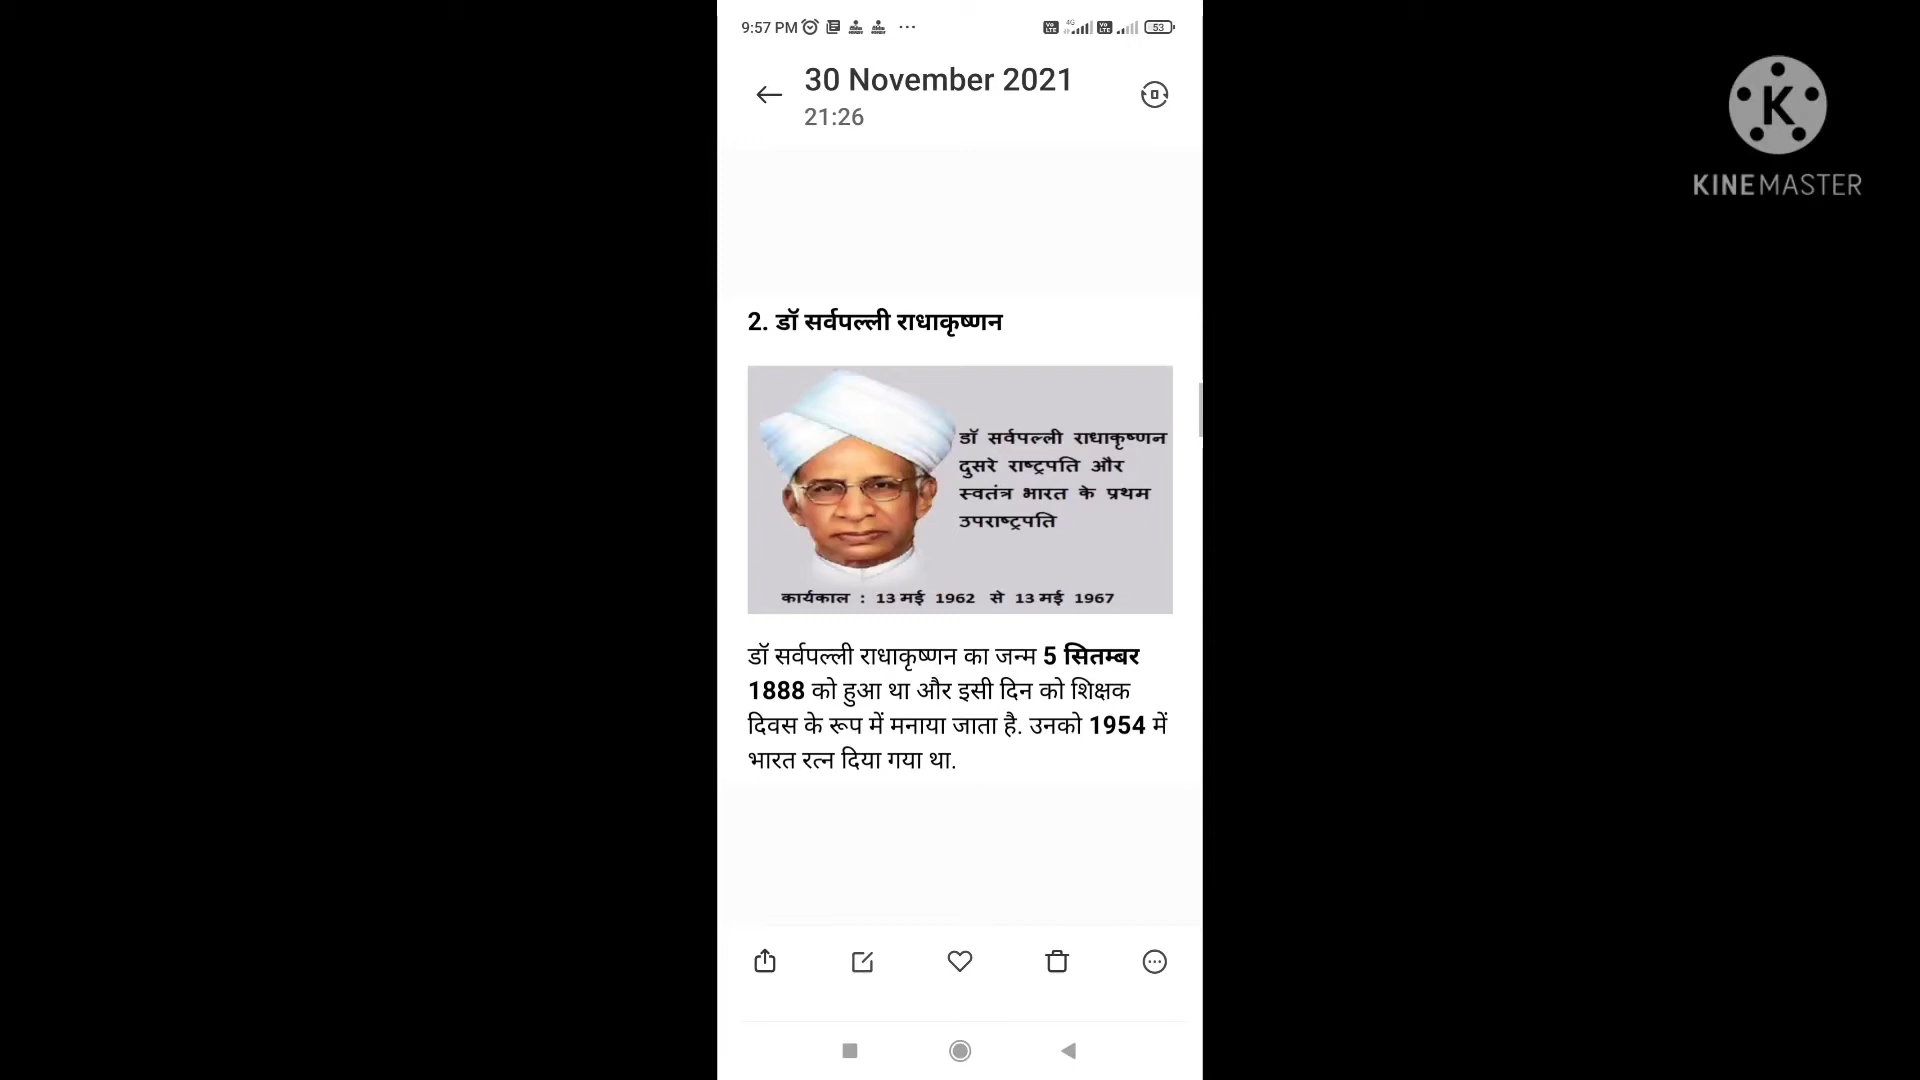 9:57 PM
53
30 November 2021
21:26
KINEMASTER
2. डॉ सर्वपल्ली राधाकृष्णन
डॉ सर्वपल्ली राधाकृष्णन
दुसरे राष्ट्रपति और
स्वतंत्र भारत के प्रथम
उपराष्ट्रपति
कार्यकाल : 13 मई 1962 से 13 मई 1967
डॉ सर्वपल्ली राधाकृष्णन का जन्म 5 सितम्बर
1888 को हुआ था और इसी दिन को शिक्षक
दिवस के रूप में मनाया जाता है. उनको 1954 में
भारत रत्न दिया गया था.